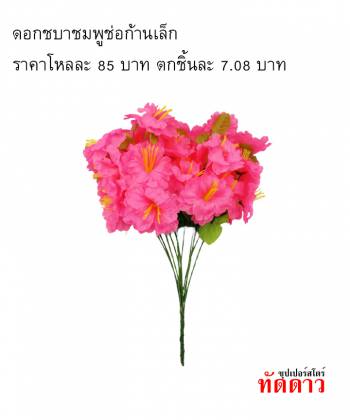 ดอกชบาชมพูช่อก้านเล็ก
ราคาโหลละ 85 บาท ตกชิ้นละ 7.08 บาท
ซุปเปอร์สโตร์
ทัดดาว